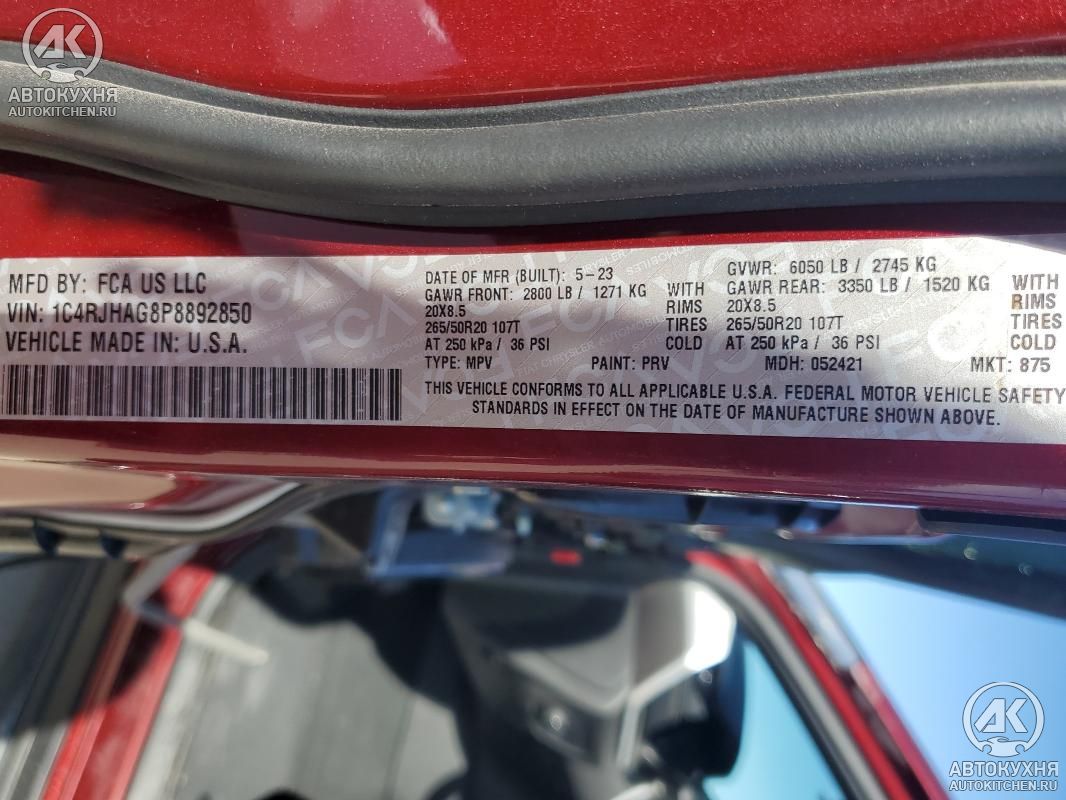 АК
АВТОКУХНЯ
AUTOKITCHEN.RU
MFD BY: FCA US LLC
VIN: 1C4RJHAG8P8892850
VEHICLE MADE IN: U.S.A.
DATE OF MFR (BUILT): 5-23
GAWR FRONT: 2800 LB / 1271 KG WITH
20X8.5 RIMS
265/50R20 107T TIRES
AT 250 kPa / 36 PSI COLD
GVWR: 6050 LB / 2745 KG
GAWR REAR: 3350 LB / 1520 KG WITH
20X8.5 RIMS
265/50R20 107T TIRES
AT 250 kPa / 36 PSI COLD
TYPE: MPV PAINT: PRV MDH: 052421 MKT: 875
THIS VEHICLE CONFORMS TO ALL APPLICABLE U.S.A. FEDERAL MOTOR VEHICLE SAFETY
STANDARDS IN EFFECT ON THE DATE OF MANUFACTURE SHOWN ABOVE.
АК
АВТОКУХНЯ
AUTOKITCHEN.RU